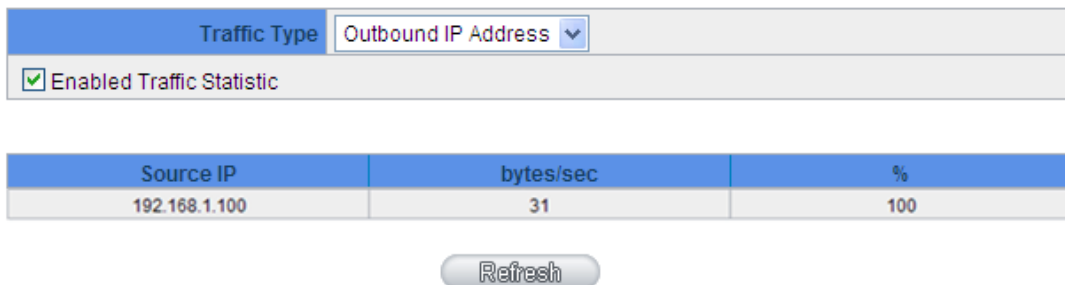 Traffic Type Outbound IP Address
Enabled Traffic Statistic
Source IP bytes/sec %
192.168.1.100 31 100
Refresh